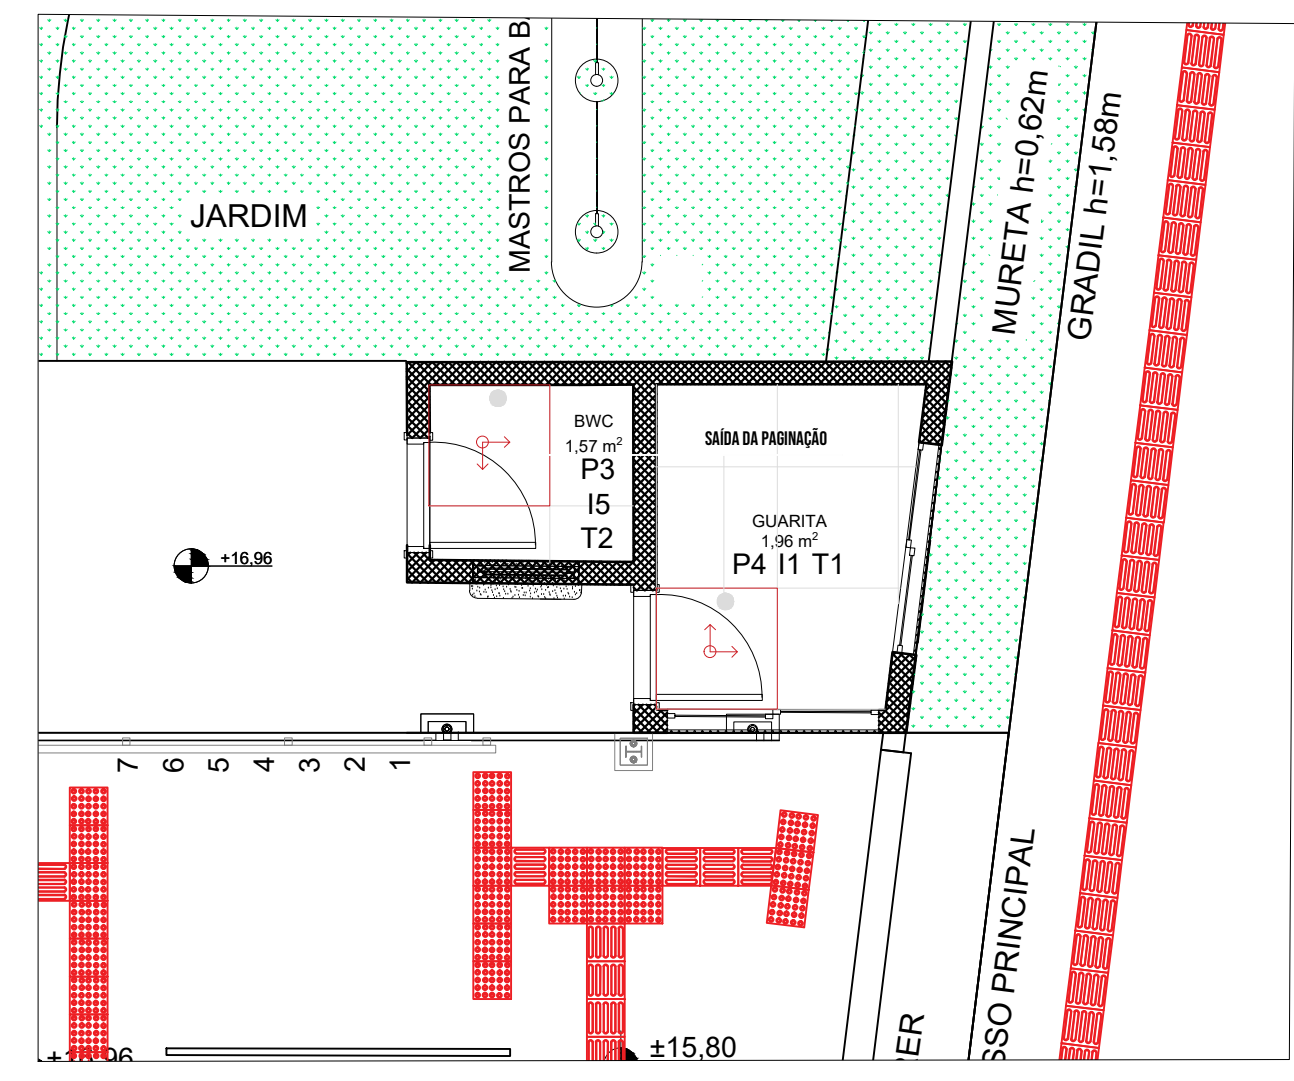 MASTROS PARA B
MURETA h=0,62m
GRADIL h=1,58m
JARDIM
BWC
1,57 m²
P3
I5
T2
SAÍDA DA PAGINAÇÃO
GUARITA
1,96 m²
P4 I1 T1
+16,96
7 6 5 4 3 2 1
SSO PRINCIPAL
ER
±15,80